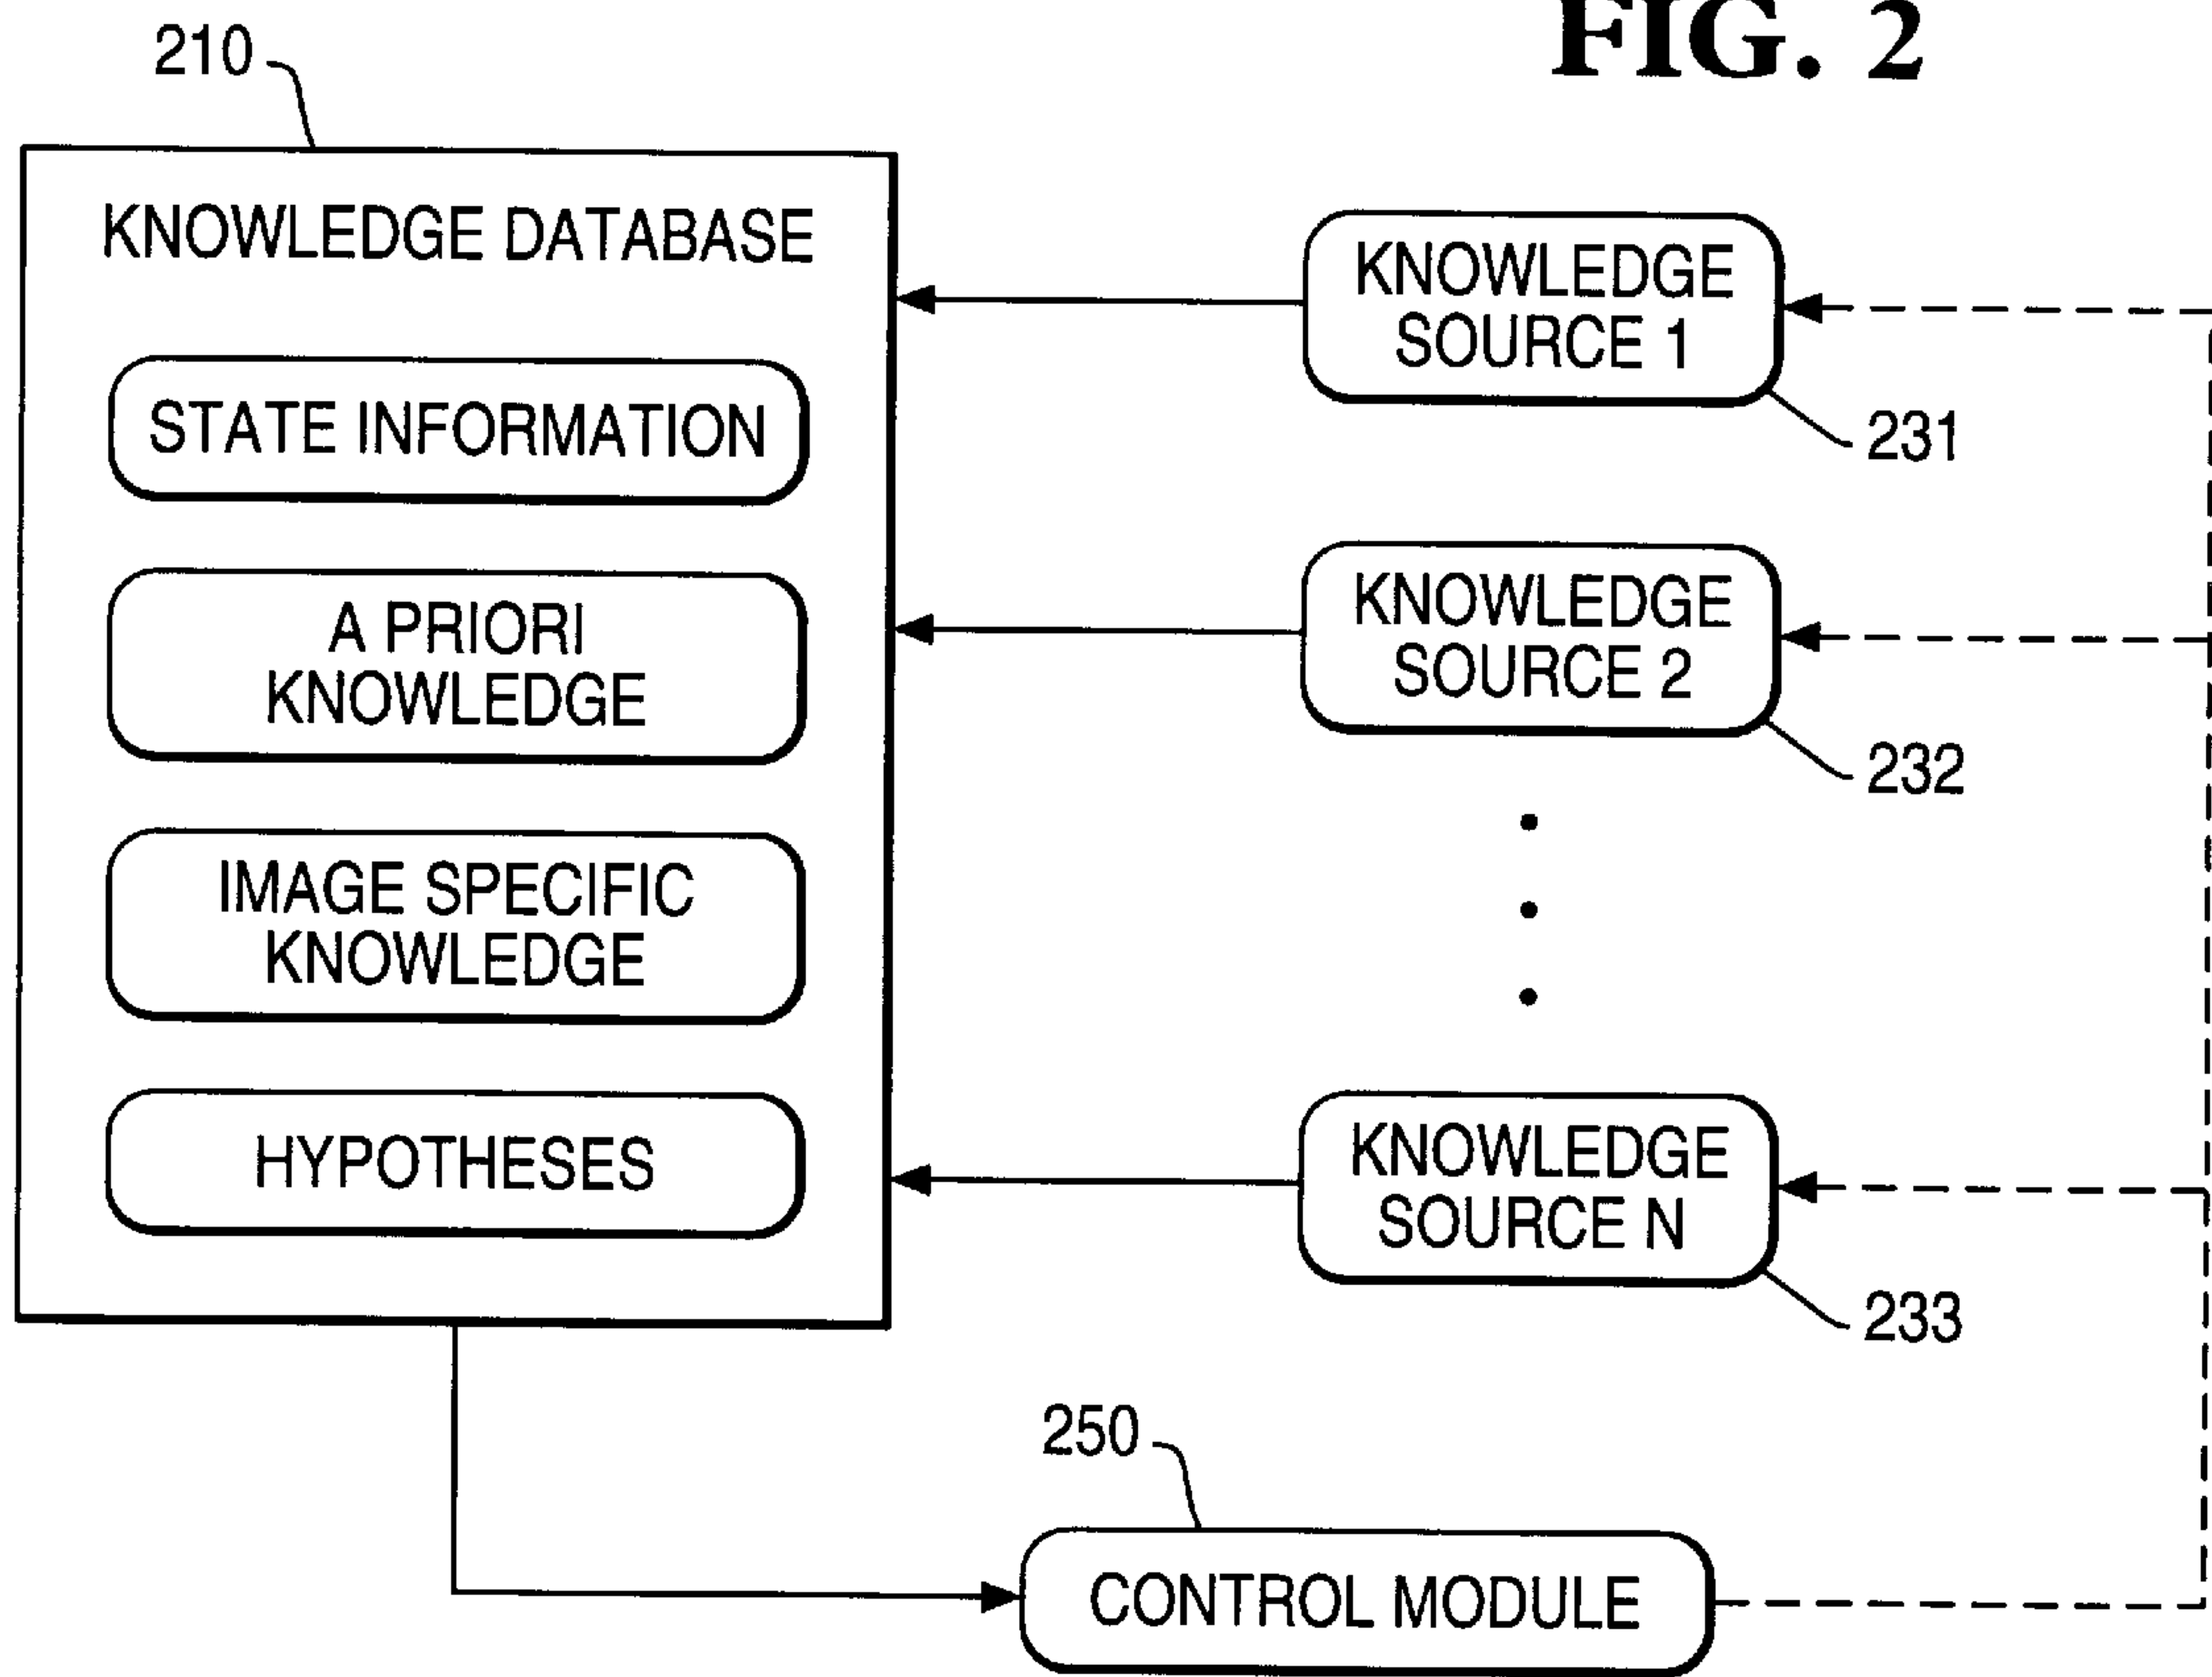 FIG. 2
210
KNOWLEDGE DATABASE
STATE INFORMATION
A PRIORI
KNOWLEDGE
IMAGE SPECIFIC
KNOWLEDGE
HYPOTHESES
KNOWLEDGE
SOURCE 1
231
KNOWLEDGE
SOURCE 2
232
KNOWLEDGE
SOURCE N
233
250
CONTROL MODULE